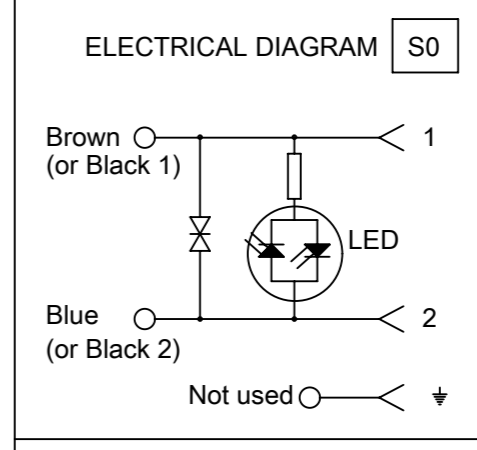 ELECTRICAL DIAGRAM S0
Brown 1
(or Black 1)
LED
Blue 2
(or Black 2)
Not used